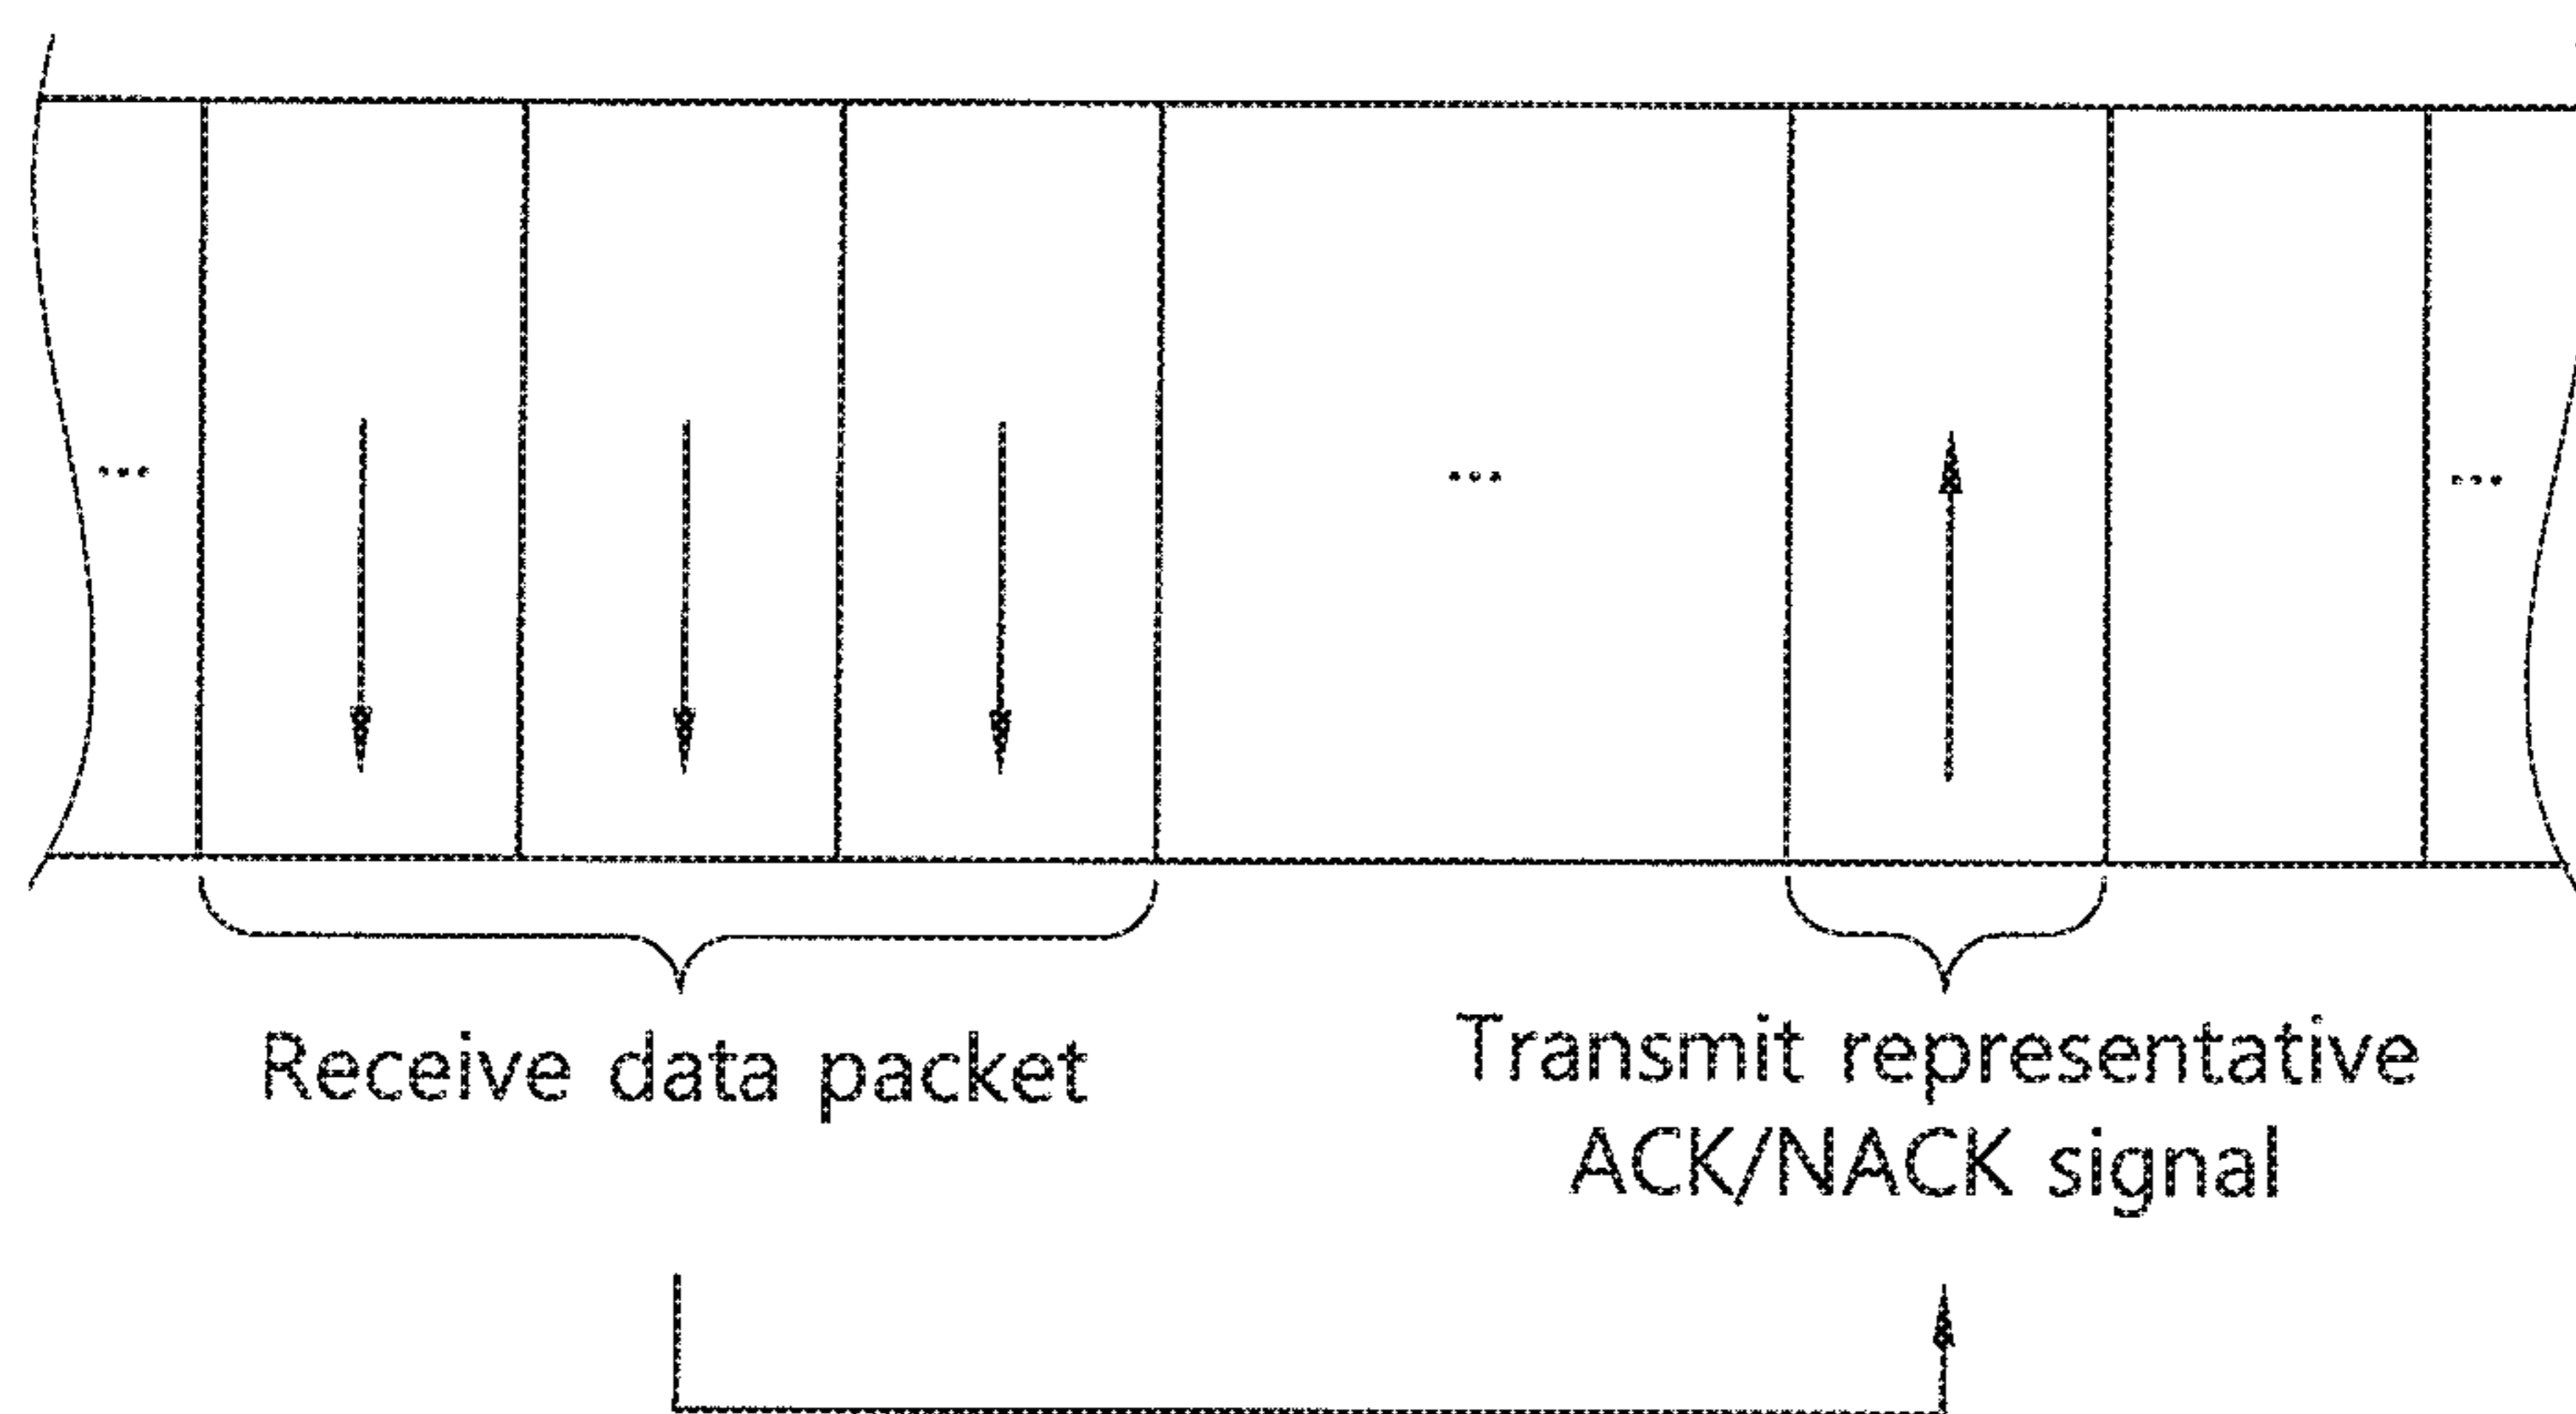 ... ... ...
Receive data packet
Transmit representative
ACK/NACK signal